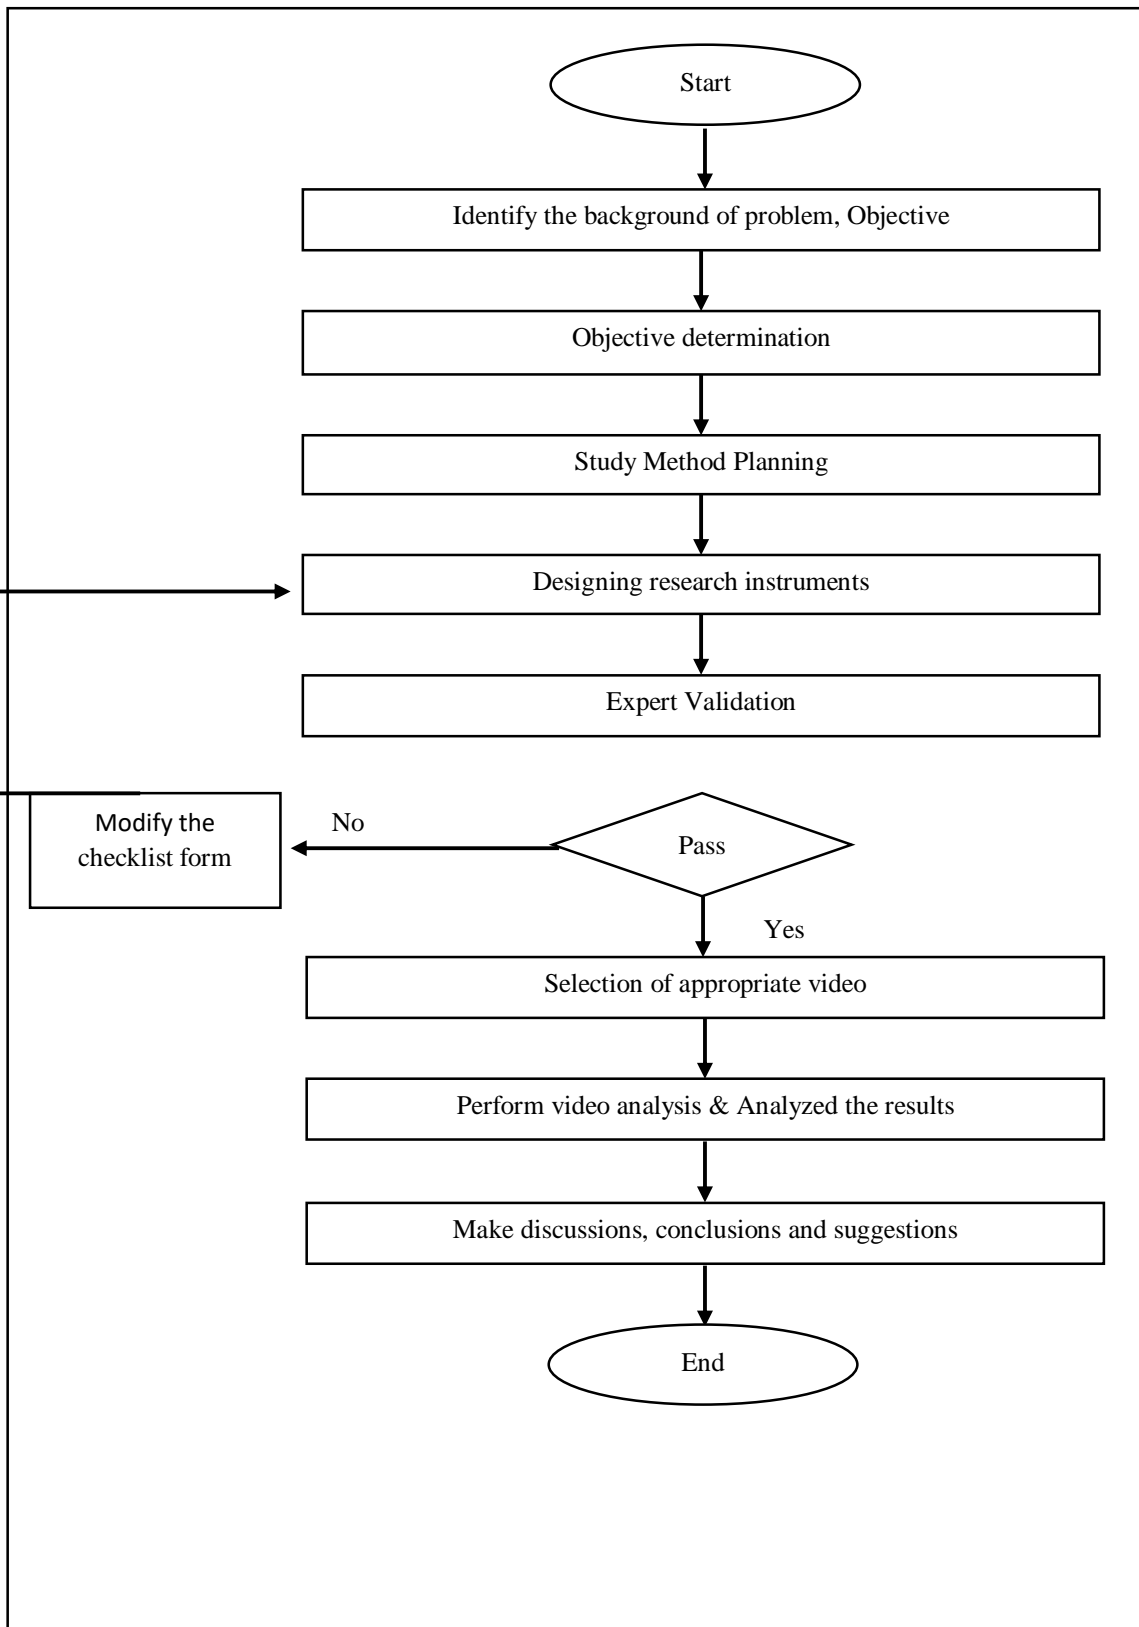 Start
Identify the background of problem, Objective
Objective determination
Study Method Planning
Designing research instruments
Expert Validation
Modify the
checklist form
No
Pass
Yes
Selection of appropriate video
Perform video analysis & Analyzed the results
Make discussions, conclusions and suggestions
End